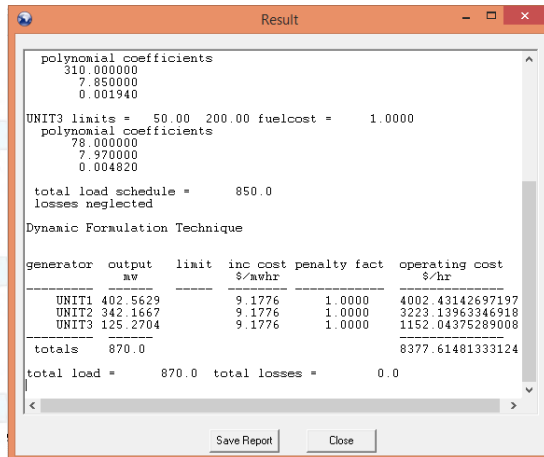 Result
polynomial coefficients
310.000000
7.850000
0.001940
UNIT3 limits = 50.00 200.00 fuelcost = 1.0000
polynomial coefficients
78.000000
7.970000
0.004820
total load schedule = 850.0
losses neglected
Dynamic Formulation Technique
generator output limit inc cost penalty fact operating cost
mw $/mwhr $/hr
--------- ------ ----- -------- ------------ --------------
UNIT1 402.5629 9.1776 1.0000 4002.43142697197
UNIT2 342.1667 9.1776 1.0000 3223.13963346918
UNIT3 125.2704 9.1776 1.0000 1152.04375289008
--------- ------ --------------
totals 870.0 8377.61481333124
total load = 870.0 total losses = 0.0
Save Report Close